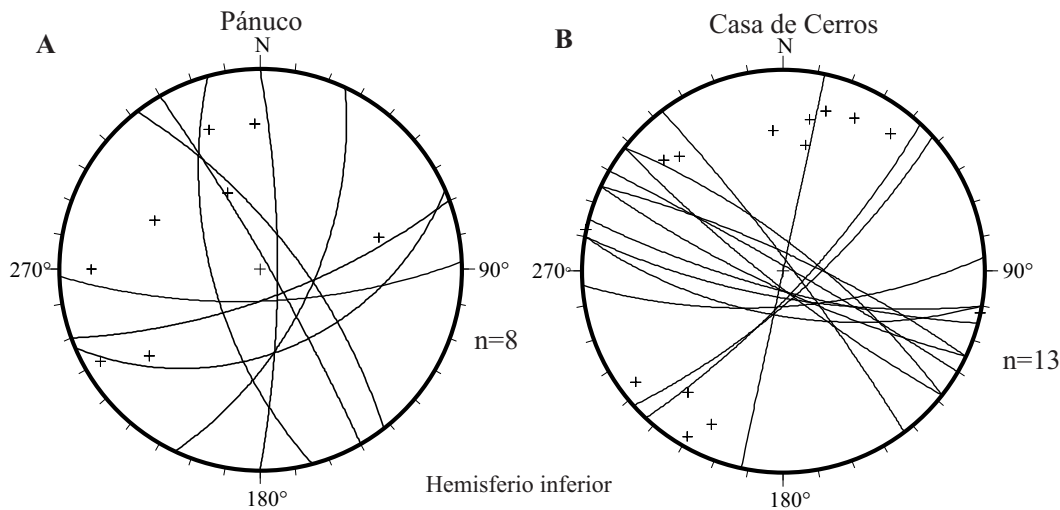 Pánuco
A
N
270°
90°
n=8
180°
Casa de Cerros
B
N
270°
90°
n=13
180°
Hemisferio inferior